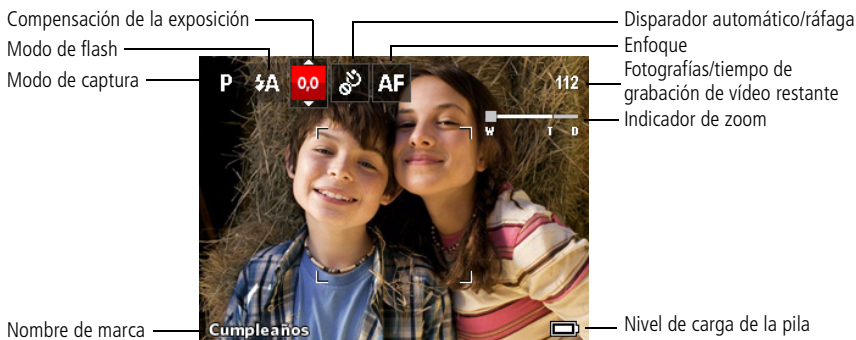 Compensación de la exposición
Modo de flash
Modo de captura
Disparador automático/ráfaga
Enfoque
Fotografías/tiempo de
grabación de vídeo restante
Indicador de zoom
P
A
0,0
AF
112
W T D
Cumpleaños
Nombre de marca
Nivel de carga de la pila